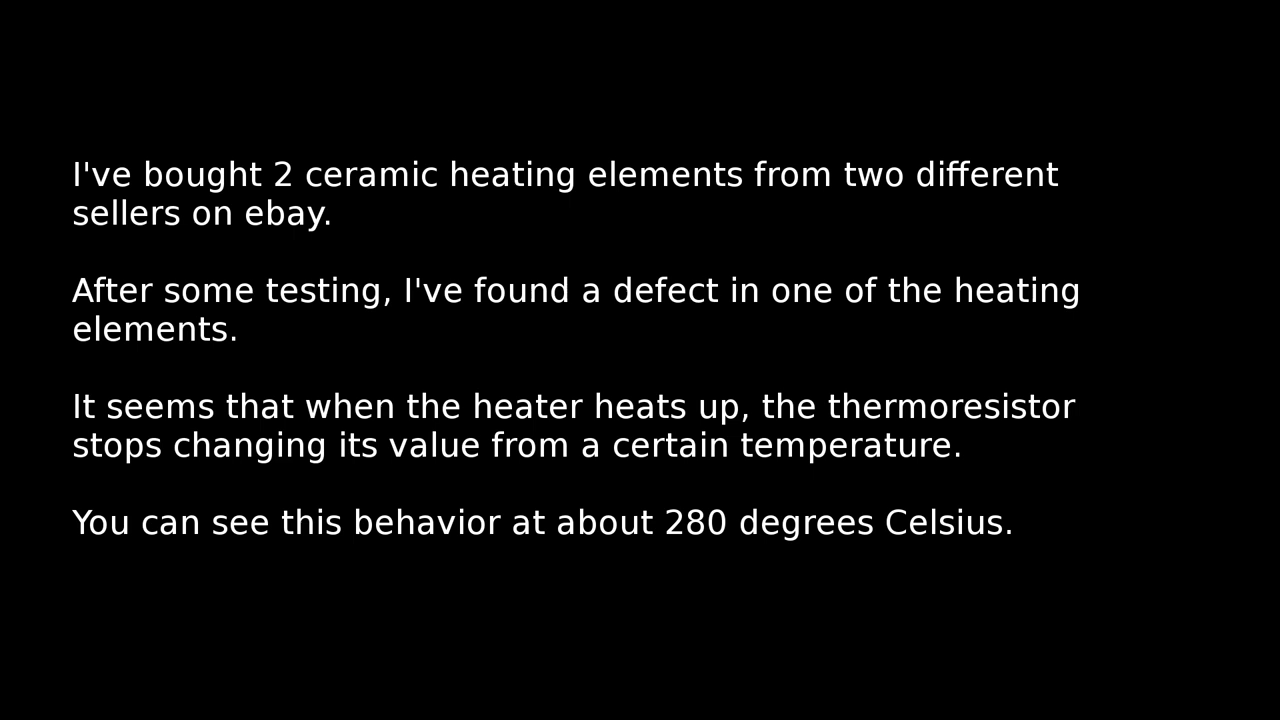 I've bought 2 ceramic heating elements from two different
sellers on ebay.
After some testing, I've found a defect in one of the heating
elements.
It seems that when the heater heats up, the thermoresistor
stops changing its value from a certain temperature.
You can see this behavior at about 280 degrees Celsius.